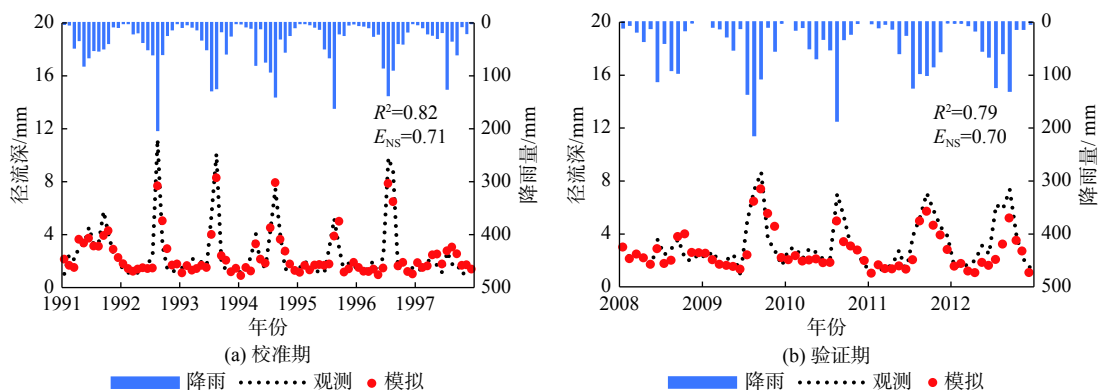 20
16
12
8
4
0
径流深/mm
0
100
200
300
400
500
降雨量/mm
R²=0.82
E_NS=0.71
1991 1992 1993 1994 1995 1996 1997
年份
(a) 校准期
降雨 观测 模拟
20
16
12
8
4
0
径流深/mm
0
100
200
300
400
500
降雨量/ mm
R²=0.79
E_NS=0.70
2008 2009 2010 2011 2012
年份
(b) 验证期
降雨 观测 模拟